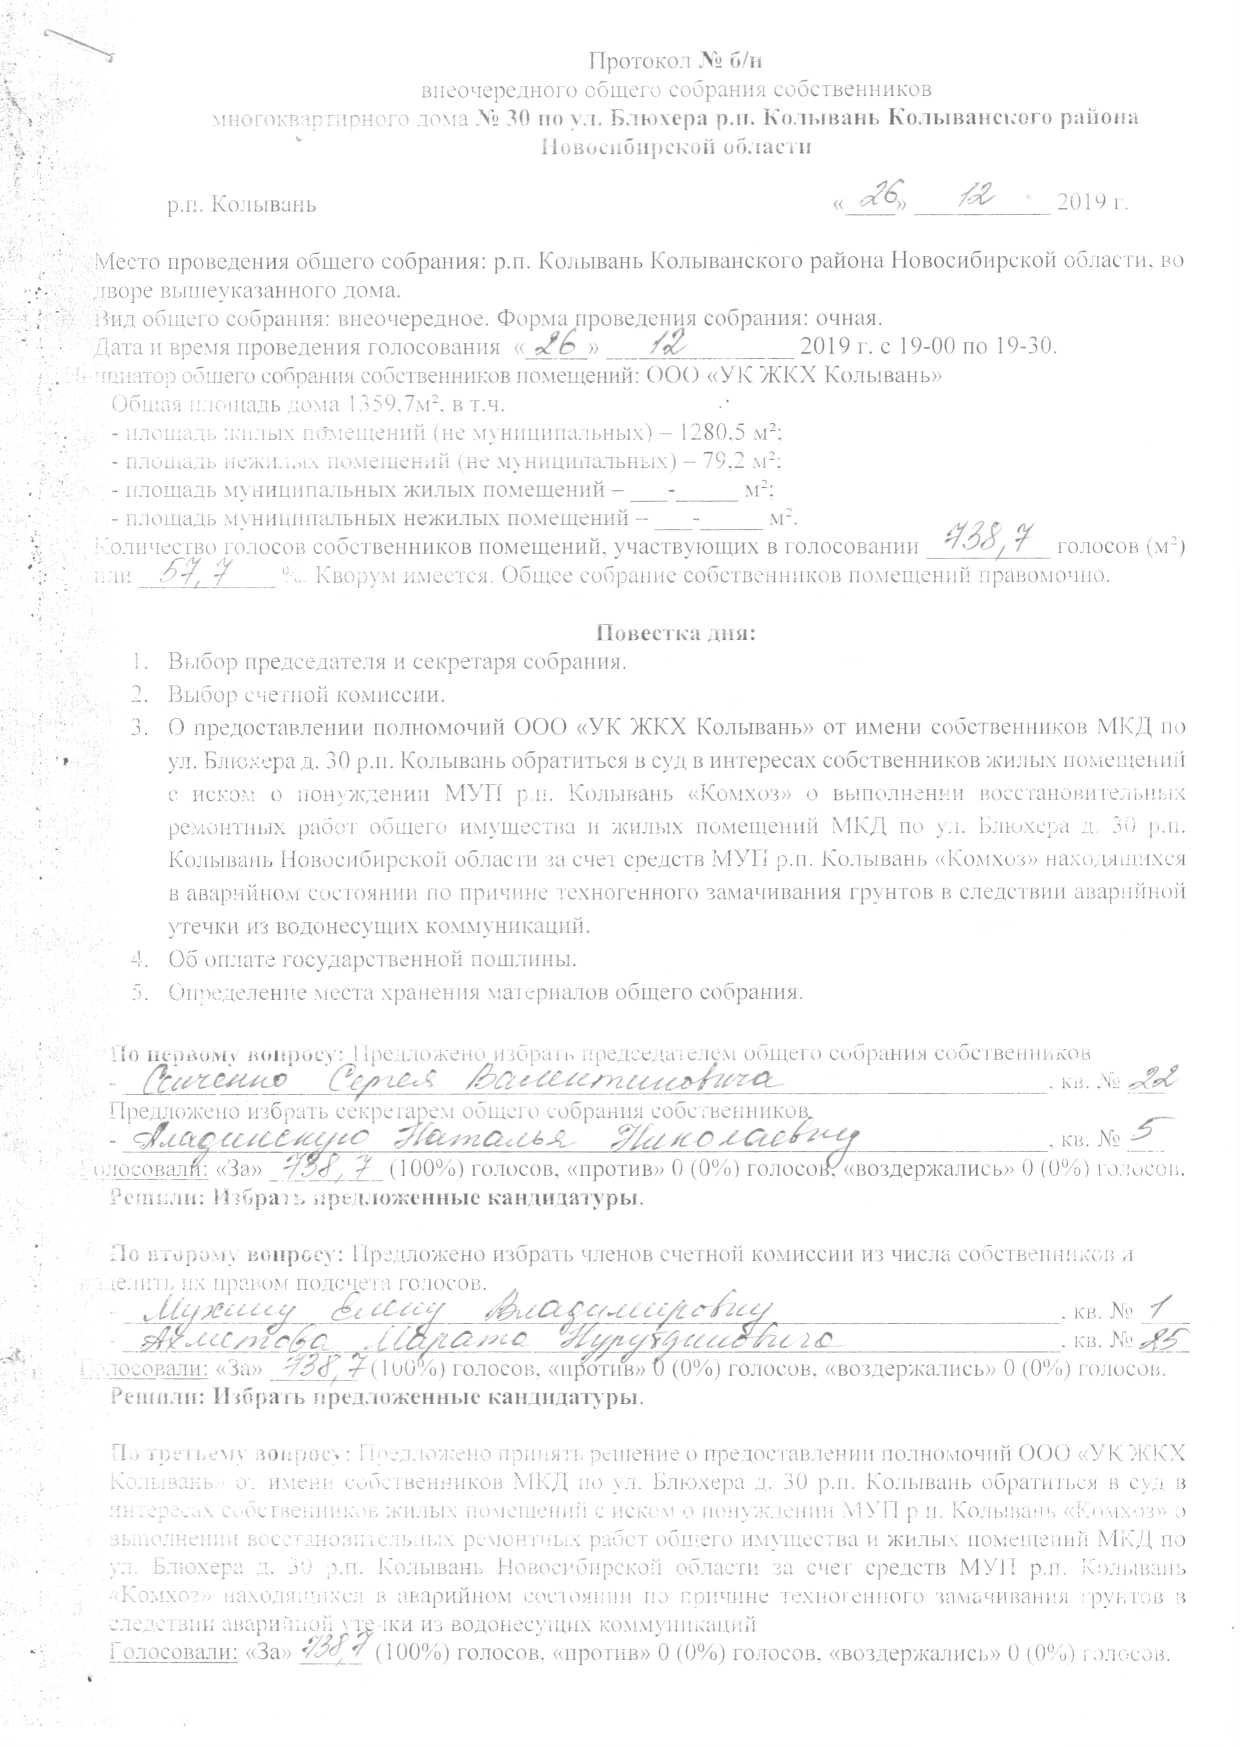 Протокол № б/н
внеочередного общего собрания собственников
многоквартирного дома № 30 по ул. Блюхера р.п. Колывань Колыванского района
Новосибирской области
р.п. Колывань «26» 12 2019 г.
Место проведения общего собрания: р.п. Колывань Колыванского района Новосибирской области, во
дворе вышеуказанного дома.
Вид общего собрания: внеочередное. Форма проведения собрания: очная.
Дата и время проведения голосования «26» 12 2019 г. с 19-00 по 19-30.
Инициатор общего собрания собственников помещений: ООО «УК ЖКХ Колывань»
Общая площадь дома 1359,7м², в т.ч.
- площадь жилых помещений (не муниципальных) – 1280,5 м²;
- площадь нежилых помещений (не муниципальных) – 79,2 м²;
- площадь муниципальных жилых помещений – ___-_____ м²;
- площадь муниципальных нежилых помещений – ___-_____ м².
Количество голосов собственников помещений, участвующих в голосовании 738,7 голосов (м²)
или 57,7 %. Кворум имеется. Общее собрание собственников помещений правомочно.
Повестка дня:
1. Выбор председателя и секретаря собрания.
2. Выбор счетной комиссии.
3. О предоставлении полномочий ООО «УК ЖКХ Колывань» от имени собственников МКД по
ул. Блюхера д. 30 р.п. Колывань обратиться в суд в интересах собственников жилых помещений
с иском о понуждении МУП р.п. Колывань «Комхоз» о выполнении восстановительных
ремонтных работ общего имущества и жилых помещений МКД по ул. Блюхера д. 30 р.п.
Колывань Новосибирской области за счет средств МУП р.п. Колывань «Комхоз» находящихся
в аварийном состоянии по причине техногенного замачивания грунтов в следствии аварийной
утечки из водонесущих коммуникаций.
4. Об оплате государственной пошлины.
5. Определение места хранения материалов общего собрания.
По первому вопросу: Предложено избрать председателем общего собрания собственников
- Сергея Валентиновича, кв. № 22
Предложено избрать секретарем общего собрания собственников
- Аладинскую Наталья Николаевну, кв. № 5
Голосовали: «За» 738,7 (100%) голосов, «против» 0 (0%) голосов, «воздержались» 0 (0%) голосов.
Решили: Избрать предложенные кандидатуры.
По второму вопросу: Предложено избрать членов счетной комиссии из числа собственников и
наделить их правом подсчета голосов.
- Мухину Елену Владимировну, кв. № 1
- Ахметова Марата Нурутдиновича, кв. № 25
Голосовали: «За» 738,7 (100%) голосов, «против» 0 (0%) голосов, «воздержались» 0 (0%) голосов.
Решили: Избрать предложенные кандидатуры.
По третьему вопросу: Предложено принять решение о предоставлении полномочий ООО «УК ЖКХ
Колывань» от имени собственников МКД по ул. Блюхера д. 30 р.п. Колывань обратиться в суд в
интересах собственников жилых помещений с иском о понуждении МУП р.п. Колывань «Комхоз» о
выполнении восстановительных ремонтных работ общего имущества и жилых помещений МКД по
ул. Блюхера д. 30 р.п. Колывань Новосибирской области за счет средств МУП р.п. Колывань
«Комхоз» находящихся в аварийном состоянии по причине техногенного замачивания грунтов в
следствии аварийной утечки из водонесущих коммуникаций
Голосовали: «За» 738,7 (100%) голосов, «против» 0 (0%) голосов, «воздержались» 0 (0%) голосов.